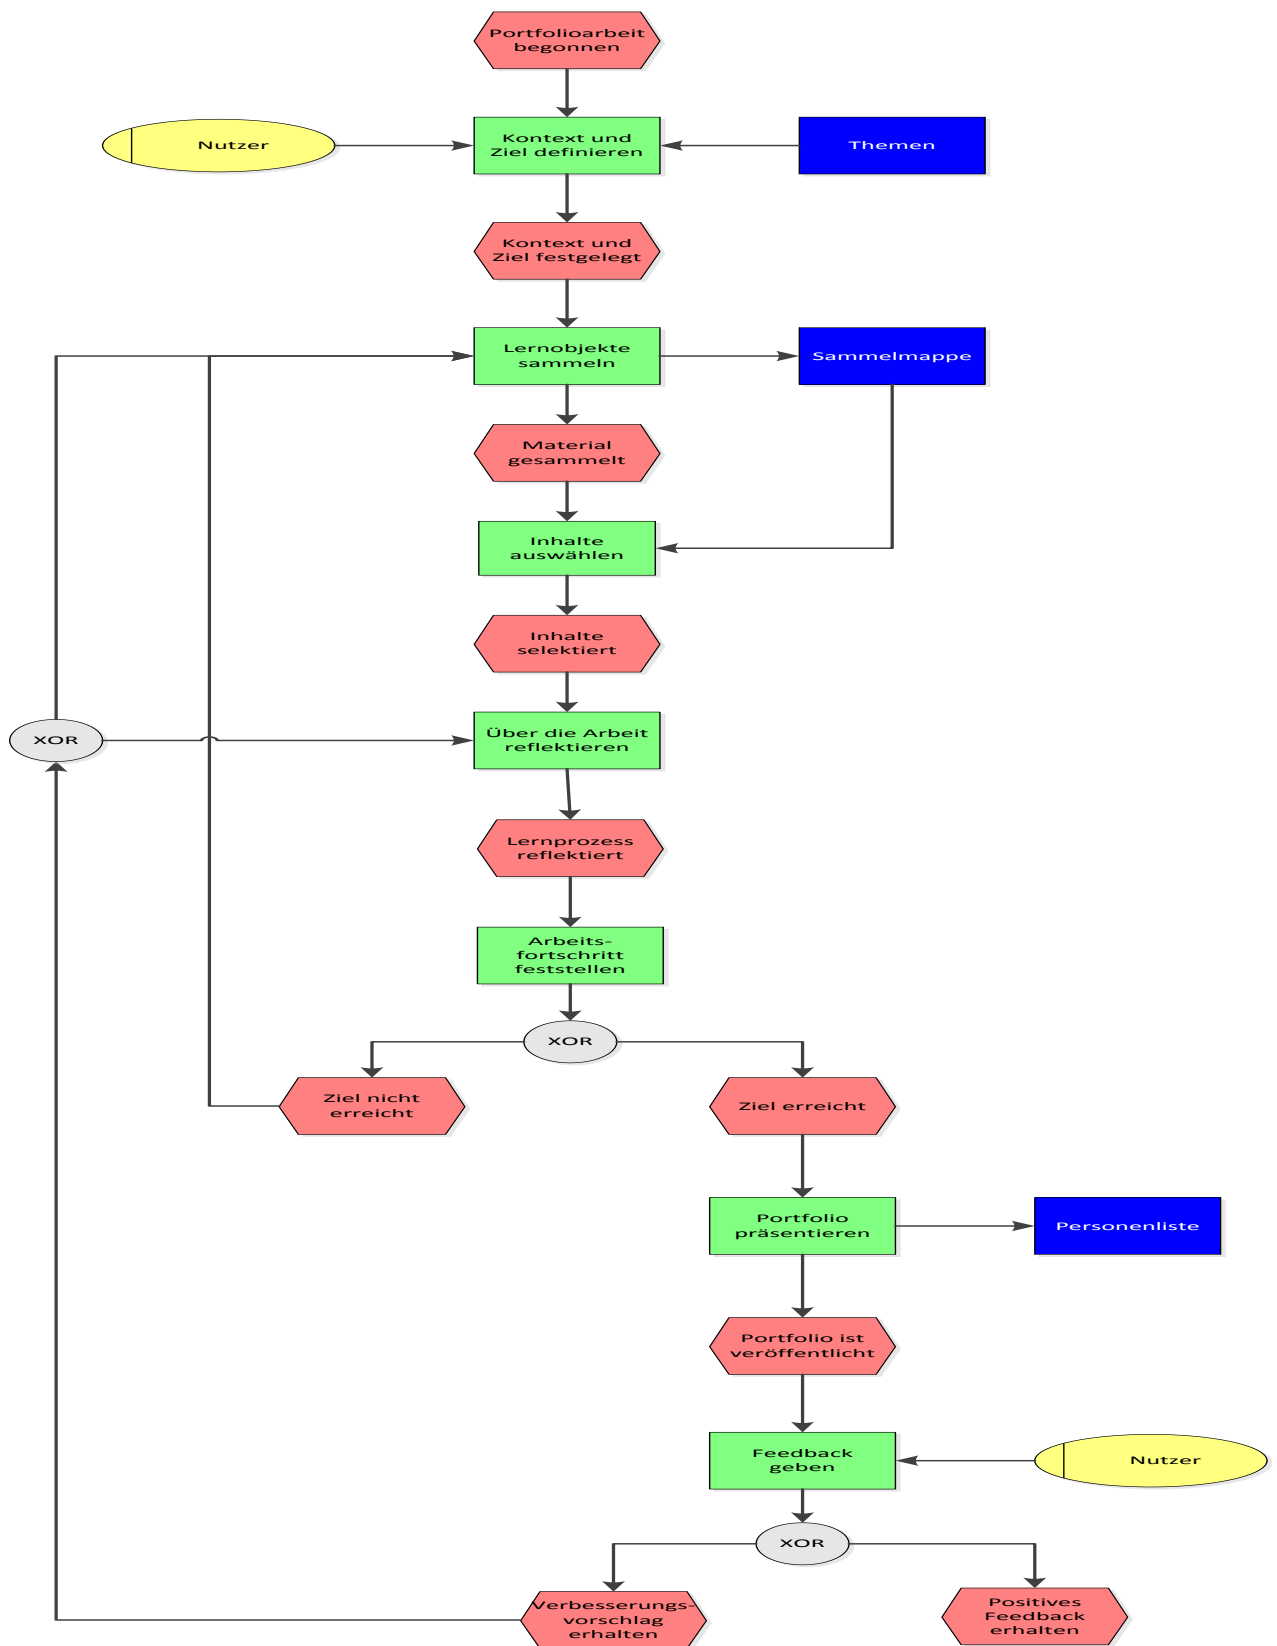 Portfolioarbeit
begonnen
Nutzer
Kontext und
Ziel definieren
Themen
Kontext und
Ziel festgelegt
Lernobjekte
sammeln
Sammelmappe
Material
gesammelt
Inhalte
auswählen
Inhalte
selektiert
XOR
Über die Arbeit
reflektieren
Lernprozess
reflektiert
Arbeits-
fortschritt
feststellen
XOR
Ziel nicht
erreicht
Ziel erreicht
Portfolio
präsentieren
Personenliste
Portfolio ist
veröffentlicht
Feedback
geben
Nutzer
XOR
Verbesserungs-
vorschlag
erhalten
Positives
Feedback
erhalten